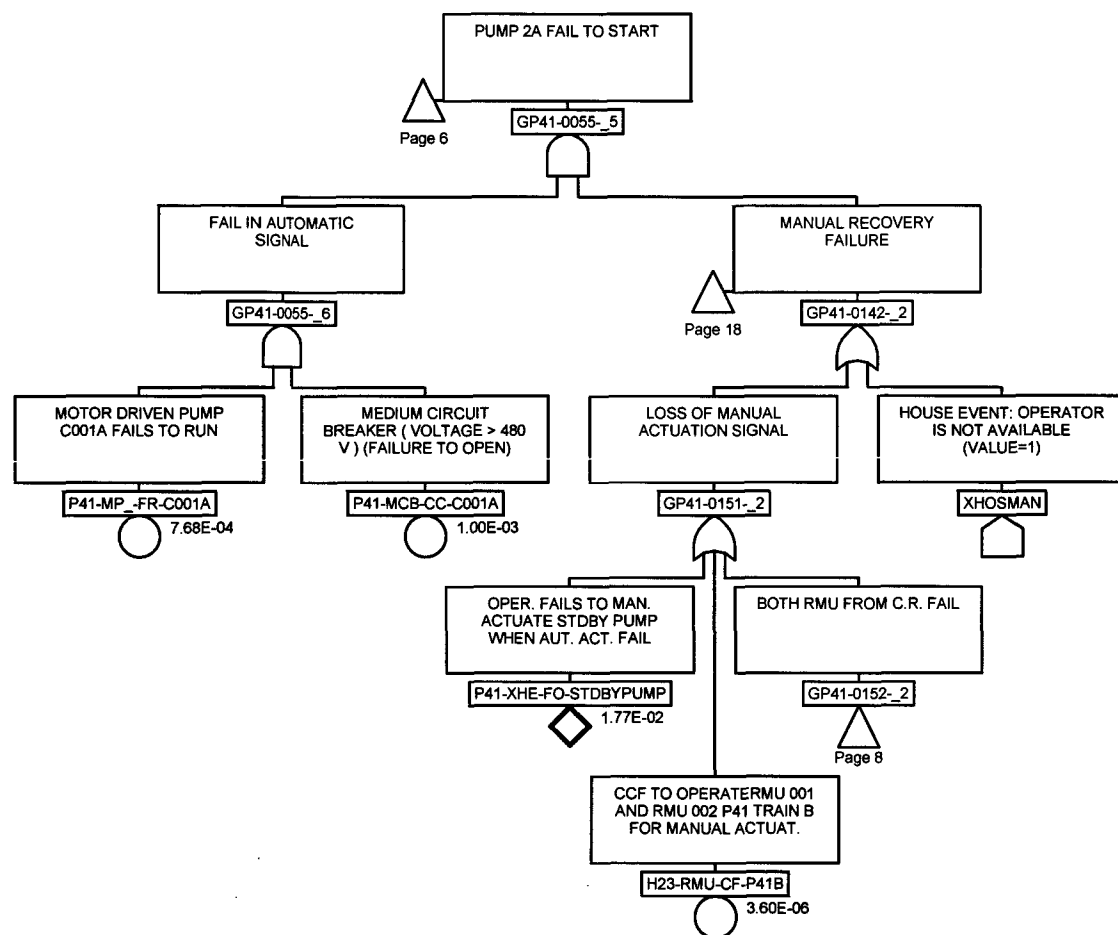 PUMP 2A FAIL TO START
Page 6
GP41-0055-_5
FAIL IN AUTOMATIC
SIGNAL
GP41-0055-_6
MANUAL RECOVERY
FAILURE
Page 18
GP41-0142-_2
MOTOR DRIVEN PUMP
C001A FAILS TO RUN
P41-MP_-FR-C001A
7.68E-04
MEDIUM CIRCUIT
BREAKER ( VOLTAGE > 480
V ) (FAILURE TO OPEN)
P41-MCB-CC-C001A
1.00E-03
LOSS OF MANUAL
ACTUATION SIGNAL
GP41-0151-_2
HOUSE EVENT: OPERATOR
IS NOT AVAILABLE
(VALUE=1)
XHOSMAN
OPER. FAILS TO MAN.
ACTUATE STDBY PUMP
WHEN AUT. ACT. FAIL
P41-XHE-FO-STDBYPUMP
1.77E-02
BOTH RMU FROM C.R. FAIL
GP41-0152-_2
Page 8
CCF TO OPERATERMU 001
AND RMU 002 P41 TRAIN B
FOR MANUAL ACTUAT.
H23-RMU-CF-P41B
3.60E-06